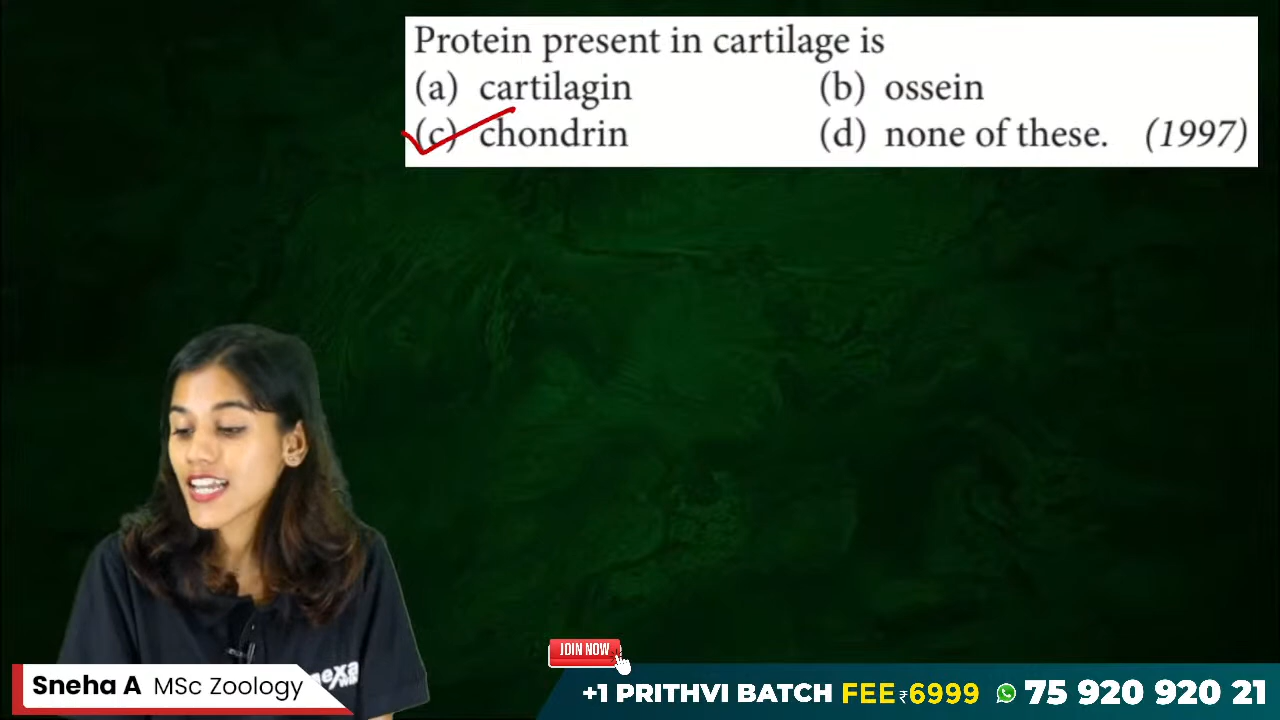 Protein present in cartilage is
(a) cartilagin (b) ossein
(c) chondrin (d) none of these. (1997)
JOIN NOW
Sneha A MSc Zoology
+1 PRITHVI BATCH FEE ₹6999 75 920 920 21